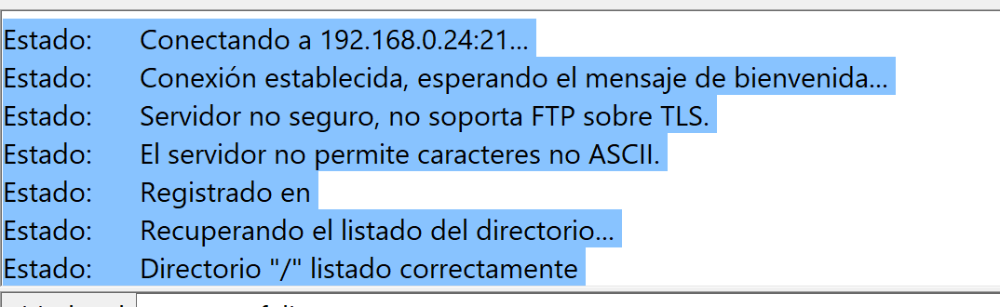 Estado: Conectando a 192.168.0.24:21...
Estado: Conexión establecida, esperando el mensaje de bienvenida...
Estado: Servidor no seguro, no soporta FTP sobre TLS.
Estado: El servidor no permite caracteres no ASCII.
Estado: Registrado en
Estado: Recuperando el listado del directorio...
Estado: Directorio "/" listado correctamente